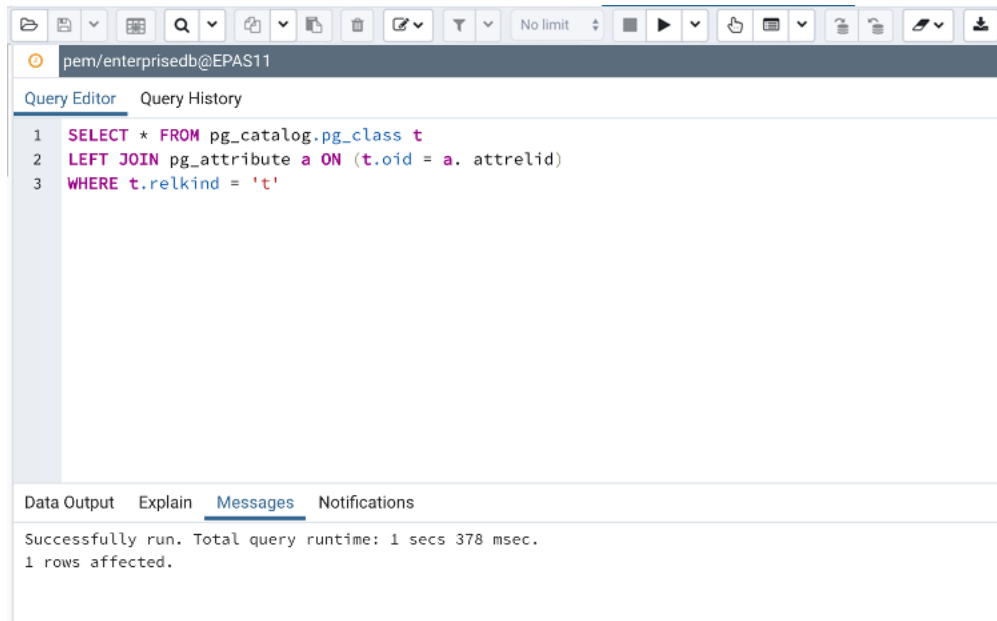 No limit
pem/enterprisedb@EPAS11
Query Editor Query History
1 SELECT * FROM pg_catalog.pg_class t
2 LEFT JOIN pg_attribute a ON (t.oid = a. attrelid)
3 WHERE t.relkind = 't'
Data Output Explain Messages Notifications
Successfully run. Total query runtime: 1 secs 378 msec.
1 rows affected.